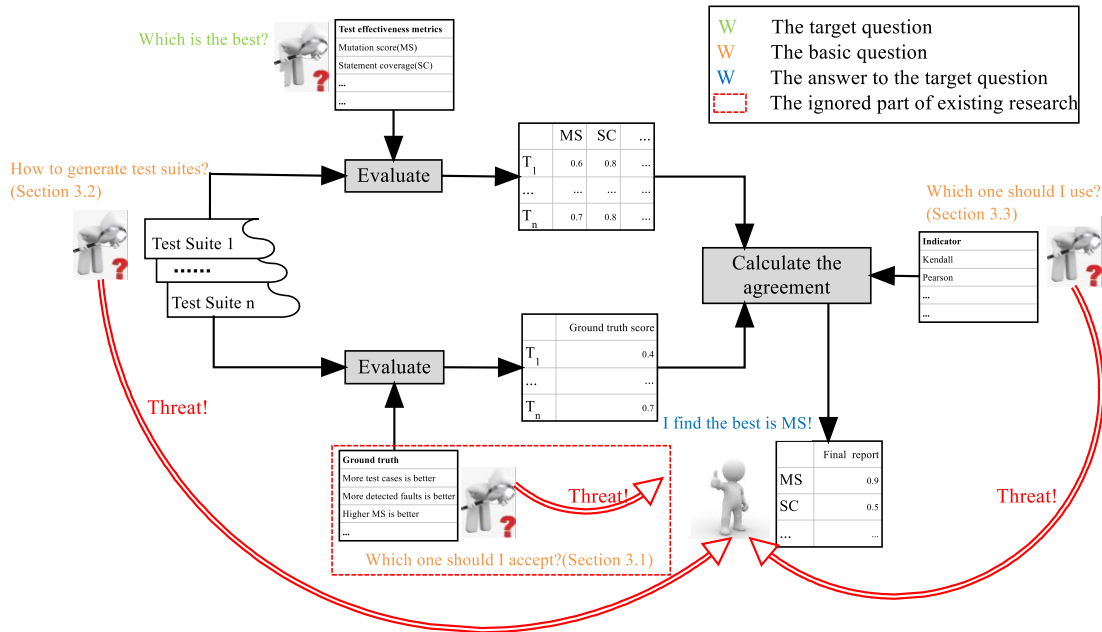 Which is the best?
Test effectiveness metrics
Mutation score(MS)
Statement coverage(SC)
...
...
W The target question
W The basic question
W The answer to the target question
The ignored part of existing research
How to generate test suites?
(Section 3.2)
Evaluate
MS SC ...
T1 0.6 0.8 ...
... ... ... ...
Tn 0.7 0.8 ...
Which one should I use?
(Section 3.3)
Test Suite 1
......
Test Suite n
Calculate the
agreement
Indicator
Kendall
Pearson
...
...
Evaluate
Ground truth score
T1 0.4
... ...
Tn 0.7
Threat!
I find the best is MS!
Ground truth
More test cases is better
More detected faults is better
Higher MS is better
...
Threat!
Which one should I accept?(Section 3.1)
Final report
MS 0.9
SC 0.5
... ...
Threat!